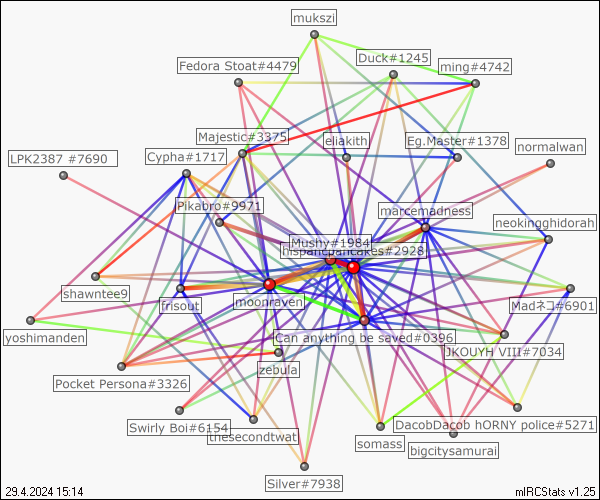 mukszi
Duck#1245
Fedora Stoat#4479
ming#4742
Majestic#3375
eliakith
Eg.Master#1378
normalwan
LPK2387 #7690
Cypha#1717
Pikabro#9971
marcemadness
neokingghidorah
Mushy#1984
hispanicpancakes#2928
shawntee9
frisout
moonraven
Madネコ#6901
yoshimanden
Can anything be saved#0396
JKOUYH VIII#7034
zebula
Pocket Persona#3326
Swirly Boi#6154
thesecondtwat
DacobDacob hORNY police#5271
somass
bigcitysamurai
Silver#7938
29.4.2024 15:14
mIRCStats v1.25